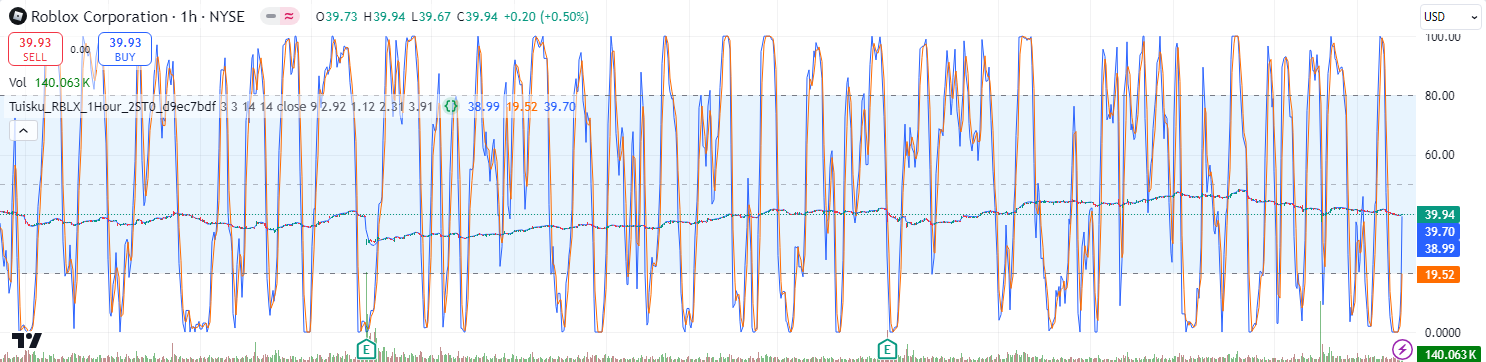 Roblox Corporation · 1h · NYSE O39.73 H39.94 L39.67 C39.94 +0.20 (+0.50%)
USD
39.93 SELL
0.00
39.93 BUY
Vol 140.063 K
Tuisku_RBLX_1Hour_2ST0_d9ec7bdf 3 3 14 14 close 9 2.92 1.12 2.31 3.91 {} 38.99 19.52 39.70
100.00
80.00
60.00
39.94
39.70
38.99
19.52
0.0000
140.063 K
E
E